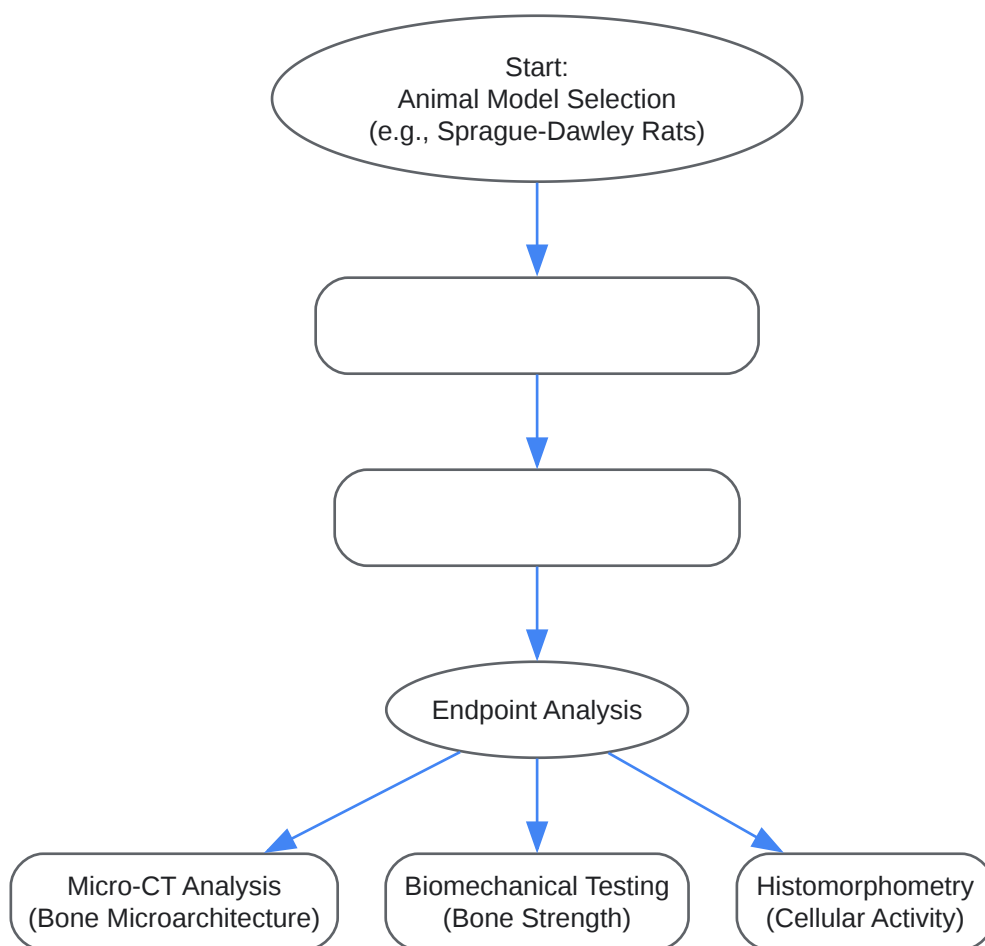 Start:
Animal Model Selection
(e.g., Sprague-Dawley Rats)
Endpoint Analysis
Micro-CT Analysis
(Bone Microarchitecture)
Biomechanical Testing
(Bone Strength)
Histomorphometry
(Cellular Activity)